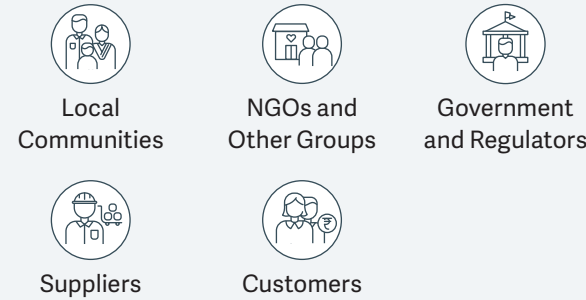 Local
Communities
NGOs and
Other Groups
Government
and Regulators
Suppliers
₹
Customers